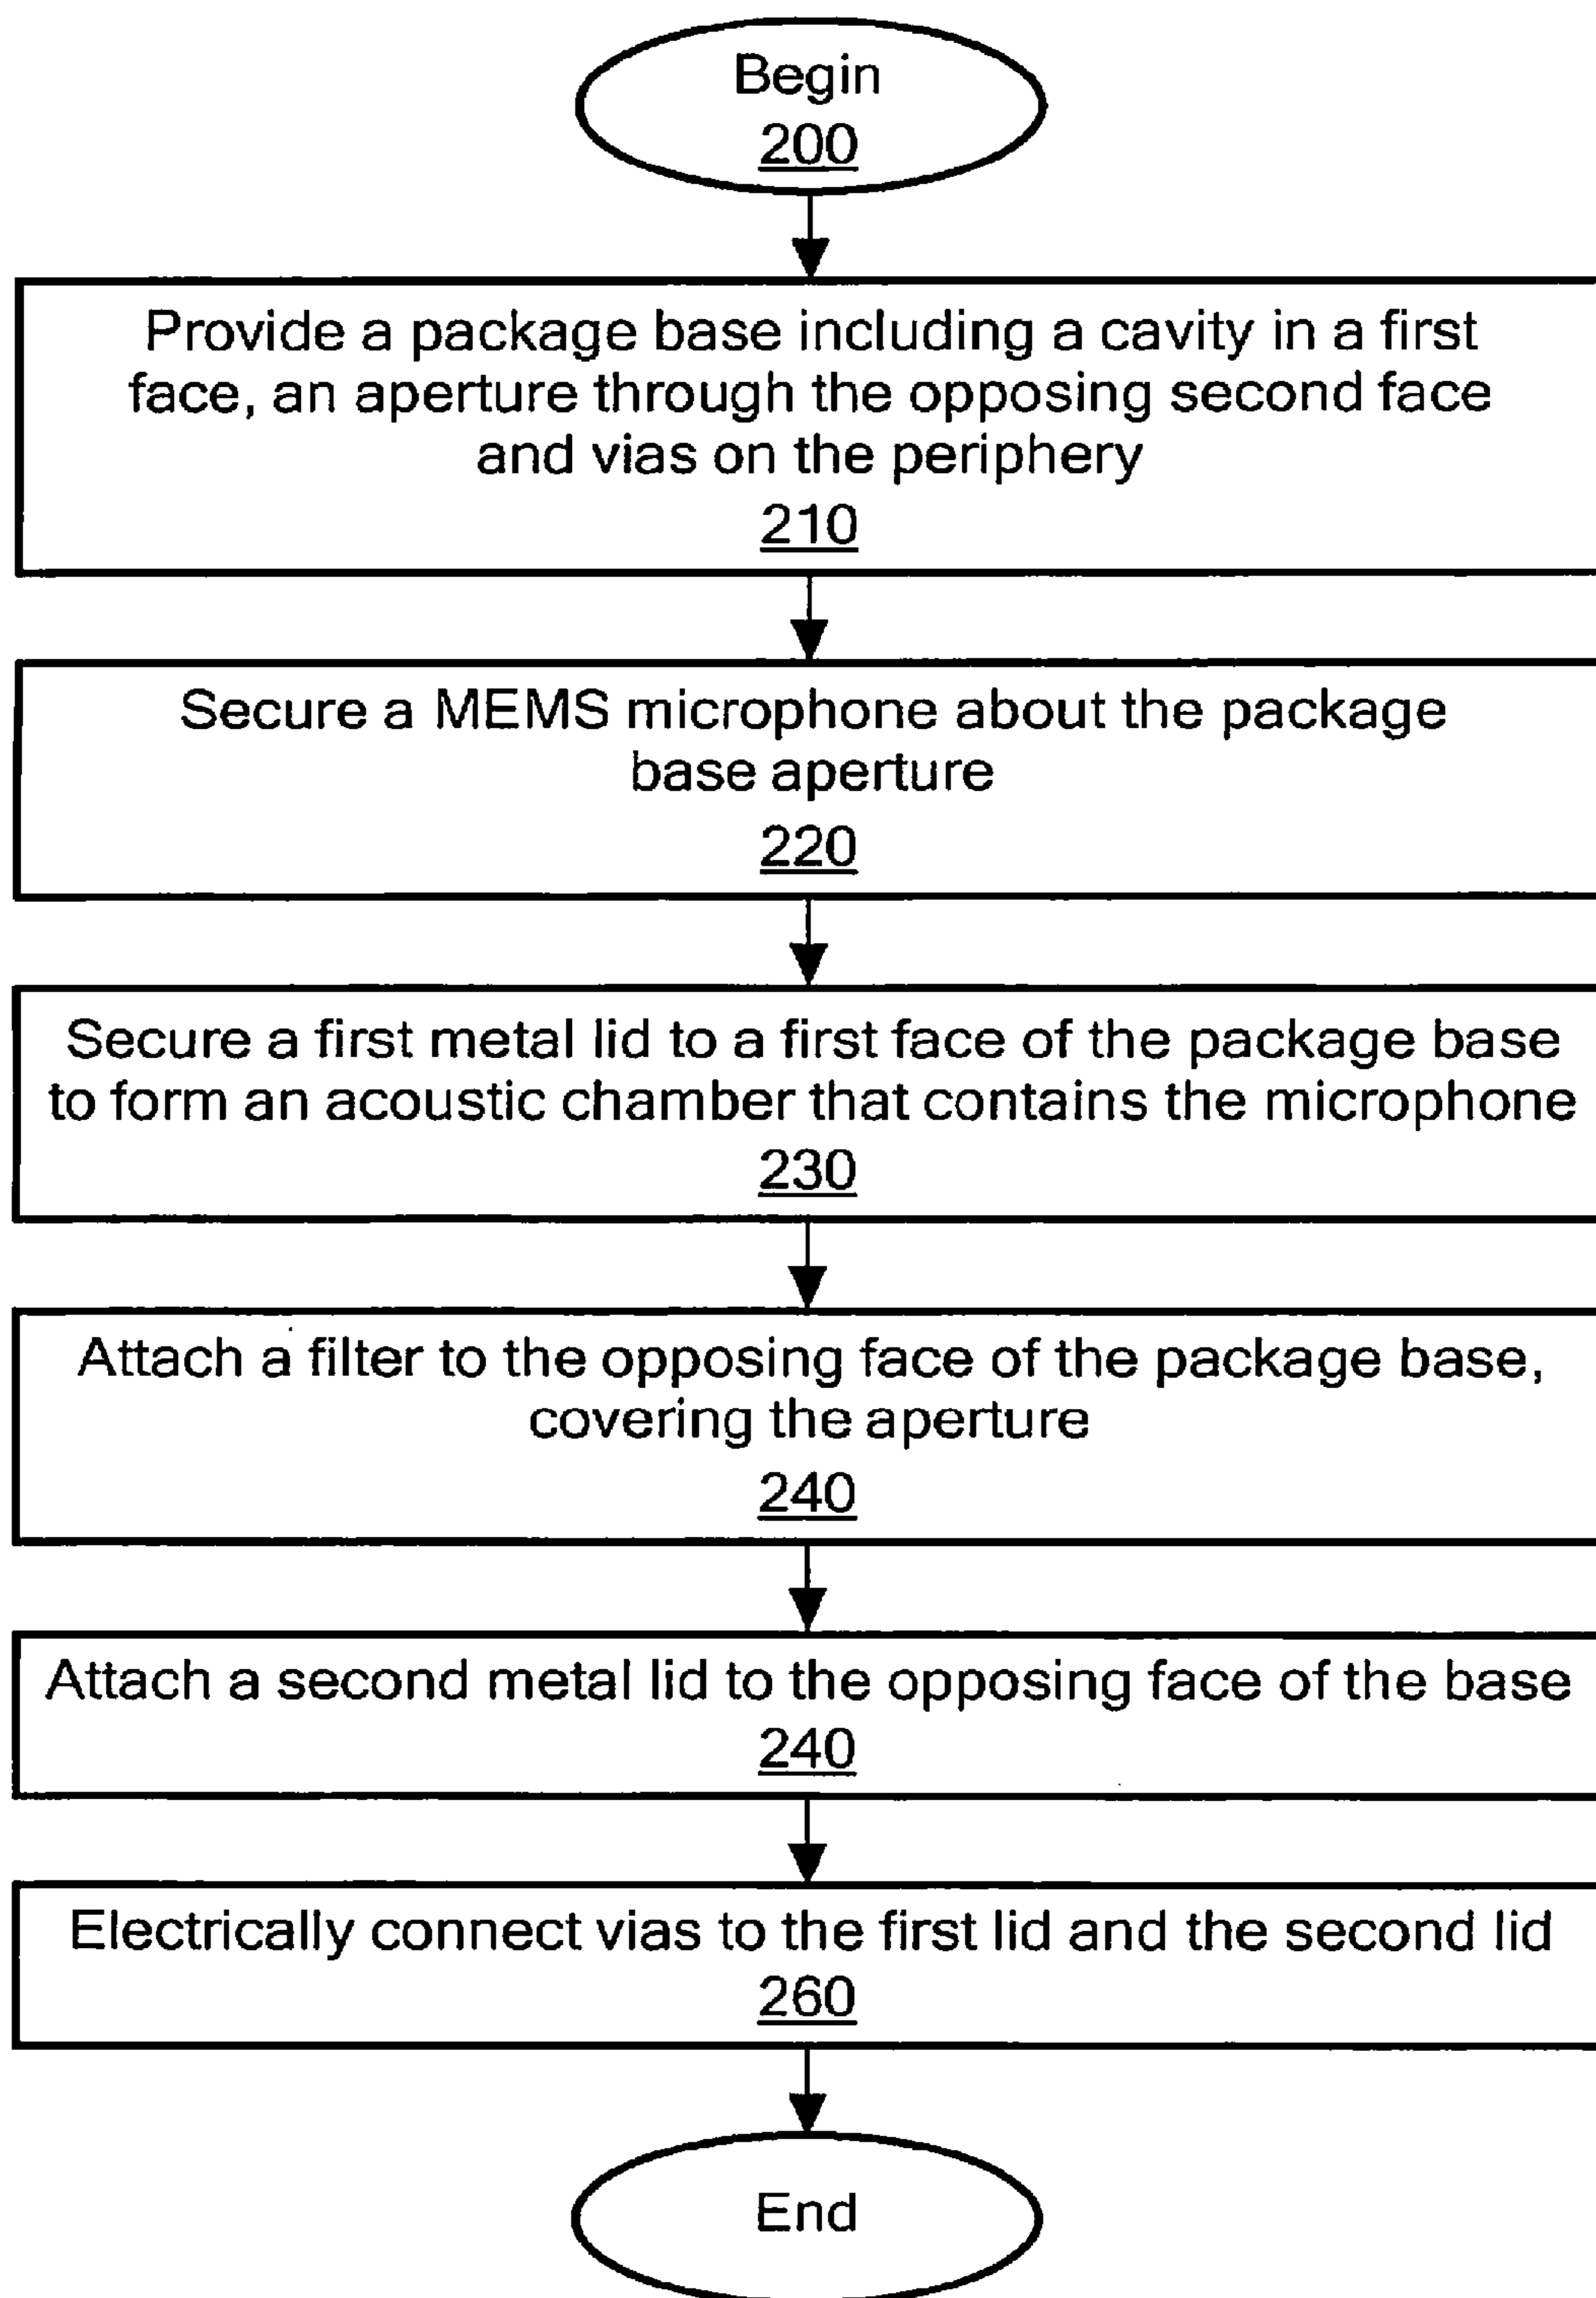 Begin
200
Provide a package base including a cavity in a first
face, an aperture through the opposing second face
and vias on the periphery
210
Secure a MEMS microphone about the package
base aperture
220
Secure a first metal lid to a first face of the package base
to form an acoustic chamber that contains the microphone
230
Attach a filter to the opposing face of the package base,
covering the aperture
240
Attach a second metal lid to the opposing face of the base
240
Electrically connect vias to the first lid and the second lid
260
End